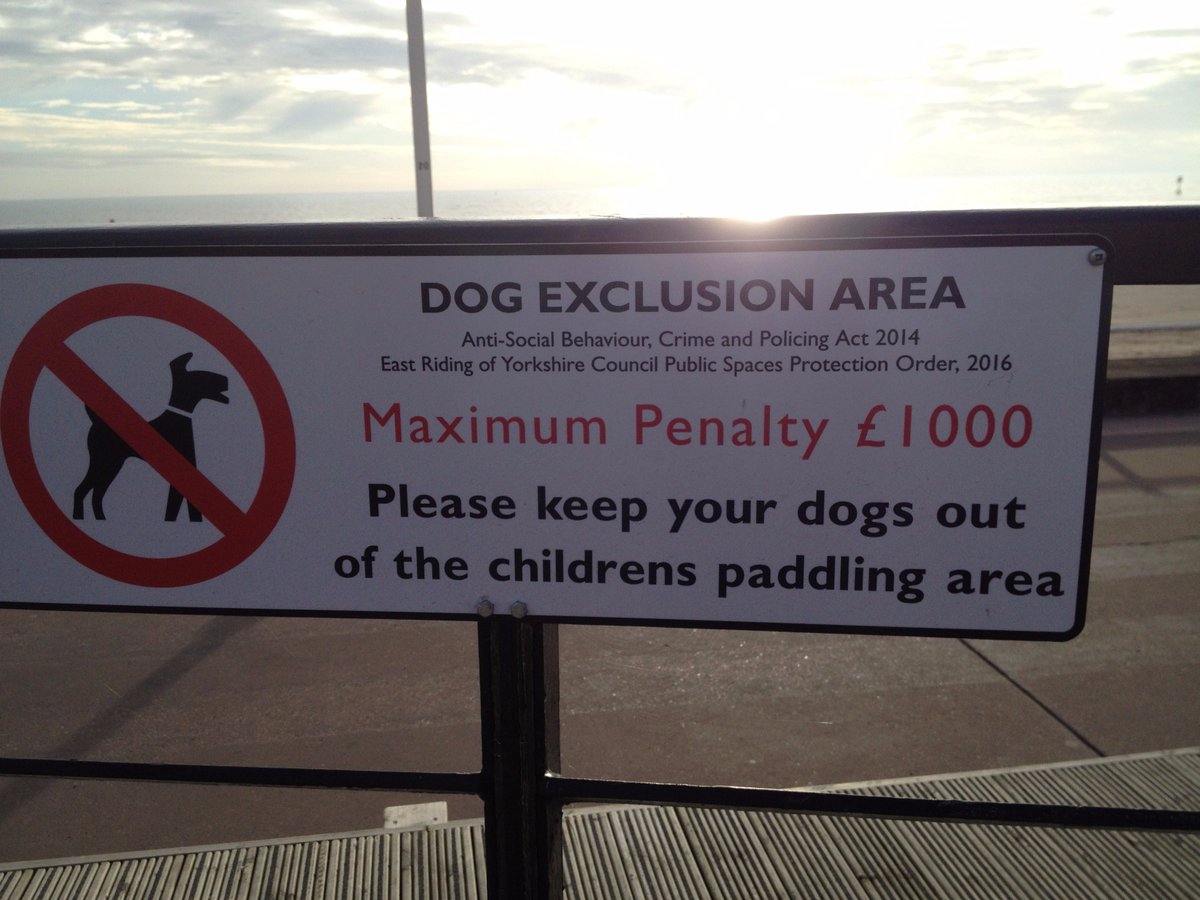 20
DOG EXCLUSION AREA
Anti-Social Behaviour, Crime and Policing Act 2014
East Riding of Yorkshire Council Public Spaces Protection Order, 2016
Maximum Penalty £1000
Please keep your dogs out
of the childrens paddling area